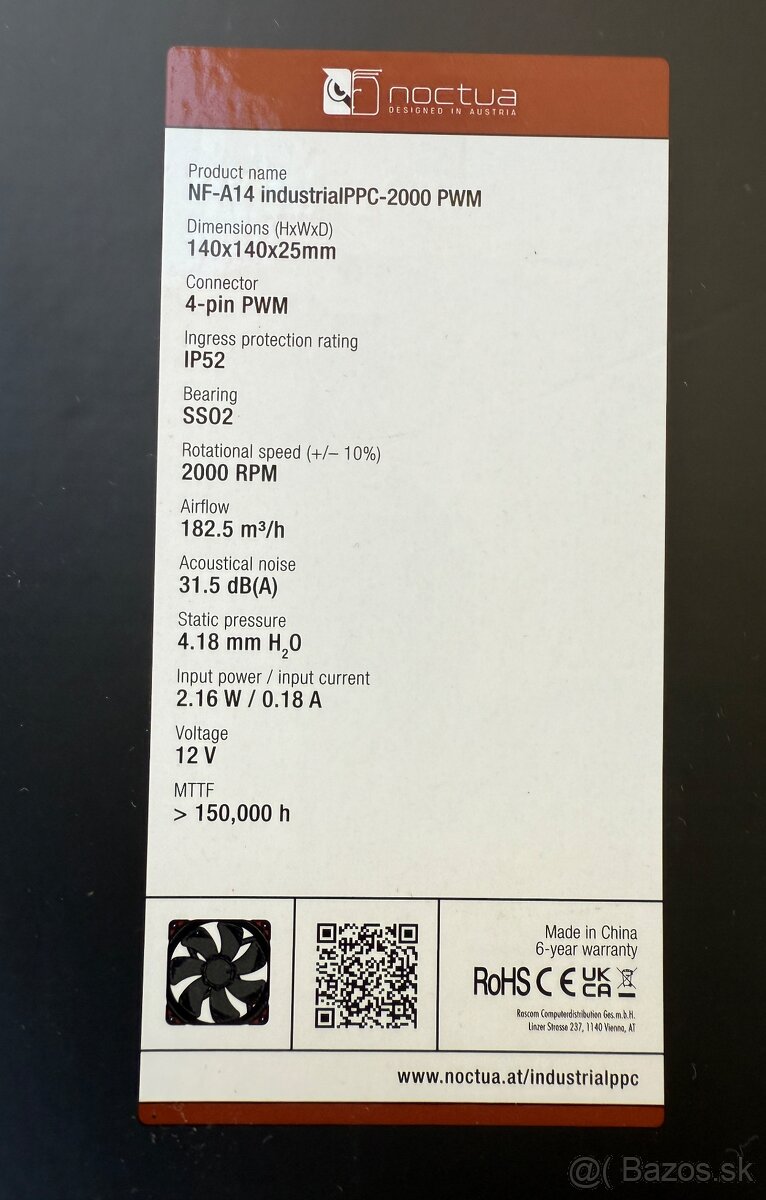 noctua
DESIGNED IN AUSTRIA
Product name
NF-A14 industrialPPC-2000 PWM
Dimensions (HxWxD)
140x140x25mm
Connector
4-pin PWM
Ingress protection rating
IP52
Bearing
SSO2
Rotational speed (+/– 10%)
2000 RPM
Airflow
182.5 m³/h
Acoustical noise
31.5 dB(A)
Static pressure
4.18 mm H₂O
Input power / input current
2.16 W / 0.18 A
Voltage
12 V
MTTF
> 150,000 h
Made in China
6-year warranty
RoHS CE UK CA
Rascom Computerdistribution Ges.m.b.H.
Linzer Strasse 237, 1140 Vienna, AT
www.noctua.at/industrialppc
@( Bazos.sk